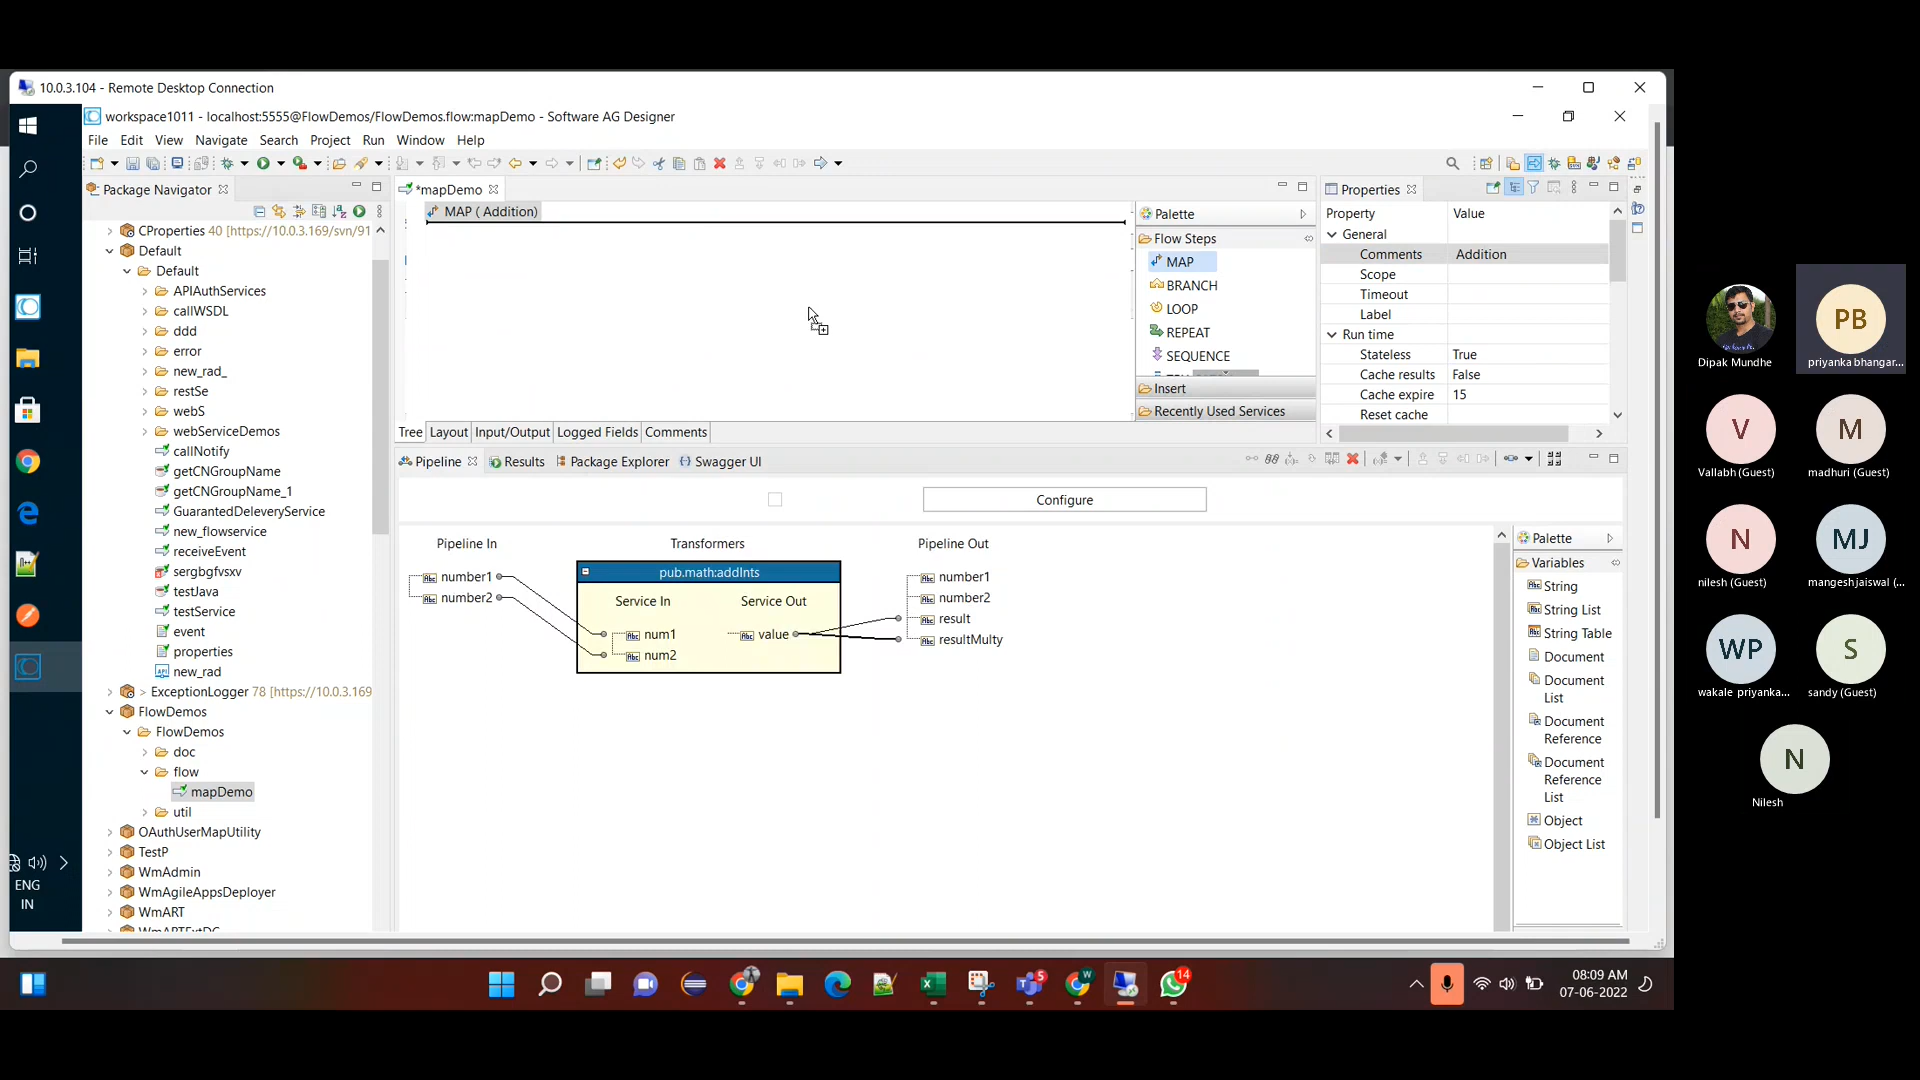 10.0.3.104 - Remote Desktop Connection
workspace1011 - localhost:5555@FlowDemos/FlowDemos.flow:mapDemo - Software AG Designer
File Edit View Navigate Search Project Run Window Help
Package Navigator
CProperties 40 [https://10.0.3.169/svn/91
Default
Default
APIAuthServices
callWSDL
ddd
error
new_rad_
restSe
webS
webServiceDemos
callNotify
getCNGroupName
getCNGroupName_1
GuarantedDeleveryService
new_flowservice
receiveEvent
sergbgfvsxv
testJava
testService
event
properties
new_rad
> ExceptionLogger 78 [https://10.0.3.169
FlowDemos
FlowDemos
doc
flow
mapDemo
util
OAuthUserMapUtility
TestP
WmAdmin
WmAgileAppsDeployer
WmART
WmARTExtDC
*mapDemo
MAP ( Addition)
Palette
Flow Steps
MAP
BRANCH
LOOP
REPEAT
SEQUENCE
Insert
Recently Used Services
Tree Layout Input/Output Logged Fields Comments
Properties
Property Value
General
Comments Addition
Scope
Timeout
Label
Run time
Stateless True
Cache results False
Cache expire 15
Reset cache
Pipeline Results Package Explorer Swagger UI
Configure
Pipeline In Transformers Pipeline Out
number1
number2
pub.math:addInts
Service In Service Out
num1 value
num2
number1
number2
result
resultMulty
Palette
Variables
String
String List
String Table
Document
Document
List
Document
Reference
Document
Reference
List
Object
Object List
ENG
IN
5
W
14
08:09 AM
07-06-2022
Dipak Mundhe
PB
priyanka bhangar...
V
Vallabh (Guest)
M
madhuri (Guest)
N
nilesh (Guest)
MJ
mangesh jaiswal (...
WP
wakale priyanka...
S
sandy (Guest)
N
Nilesh